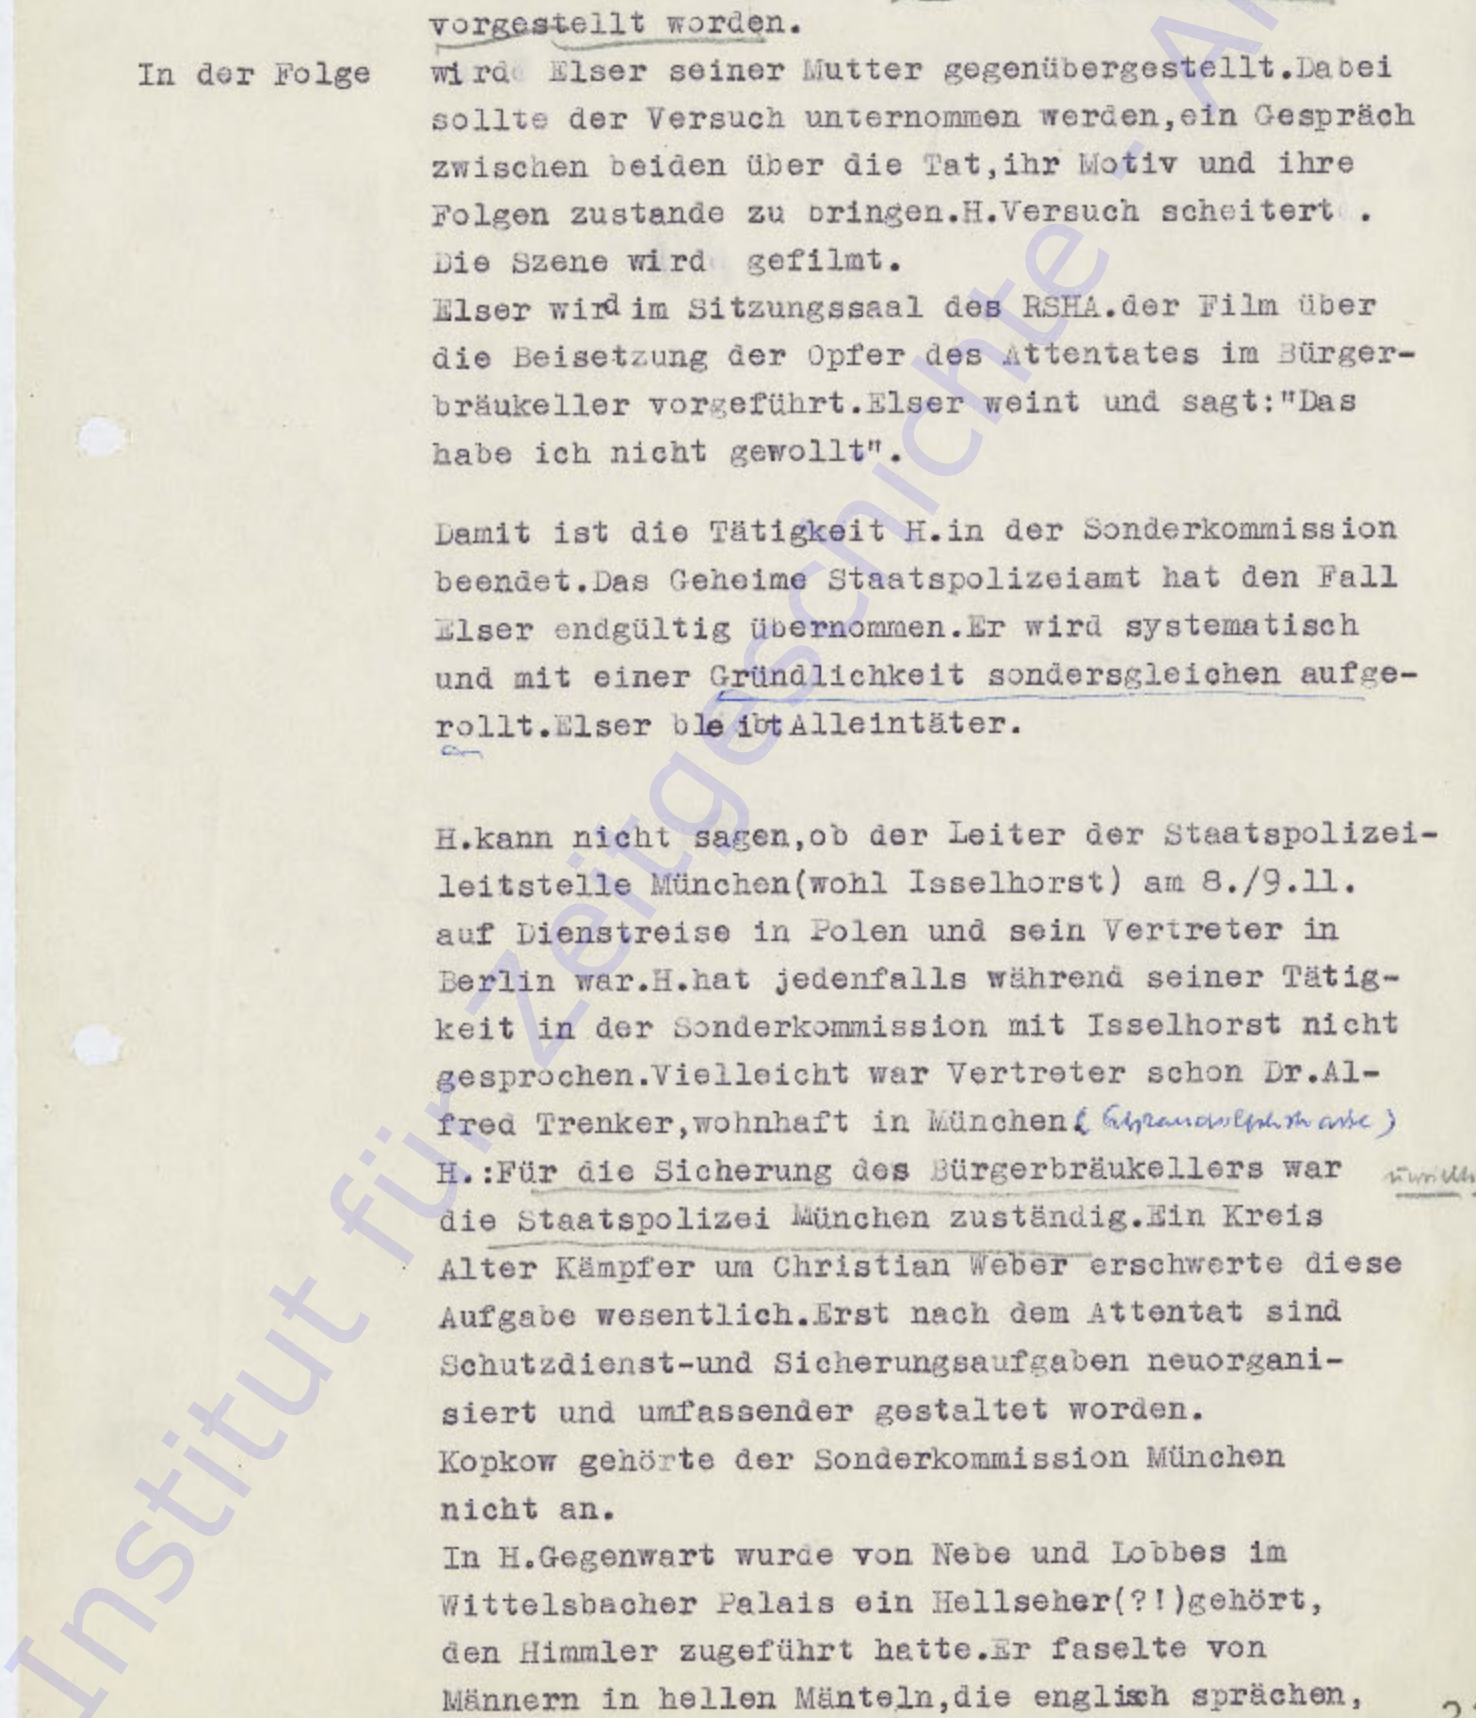 vorgestellt worden.
In der Folge wird Elser seiner Mutter gegenübergestellt.Dabei
sollte der Versuch unternommen werden,ein Gespräch
zwischen beiden über die Tat,ihr Motiv und ihre
Folgen zustande zu bringen.H.Versuch scheitert .
Die Szene wird gefilmt.
Elser wird im Sitzungssaal des RSHA.der Film über
die Beisetzung der Opfer des Attentates im Bürger-
bräukeller vorgeführt.Elser weint und sagt:"Das
habe ich nicht gewollt".
Damit ist die Tätigkeit H.in der Sonderkommission
beendet.Das Geheime Staatspolizeiamt hat den Fall
Elser endgültig übernommen.Er wird systematisch
und mit einer Gründlichkeit sondersgleichen aufge-
rollt.Elser bleibt Alleintäter.
H.kann nicht sagen,ob der Leiter der Staatspolizei-
leitstelle München(wohl Isselhorst) am 8./9.11.
auf Dienstreise in Polen und sein Vertreter in
Berlin war.H.hat jedenfalls während seiner Tätig-
keit in der Sonderkommission mit Isselhorst nicht
gesprochen.Vielleicht war Vertreter schon Dr.Al-
fred Trenker,wohnhaft in München
H.:Für die Sicherung des Bürgerbräukellers war
die Staatspolizei München zuständig.Ein Kreis
Alter Kämpfer um Christian Weber erschwerte diese
Aufgabe wesentlich.Erst nach dem Attentat sind
Schutzdienst-und Sicherungsaufgaben neuorgani-
siert und umfassender gestaltet worden.
Kopkow gehörte der Sonderkommission München
nicht an.
In H.Gegenwart wurde von Nebe und Lobbes im
Wittelsbacher Palais ein Hellseher(?!)gehört,
den Himmler zugeführt hatte.Er faselte von
Männern in hellen Mänteln,die englisch sprächen,
Institut für Zeitgeschichte -